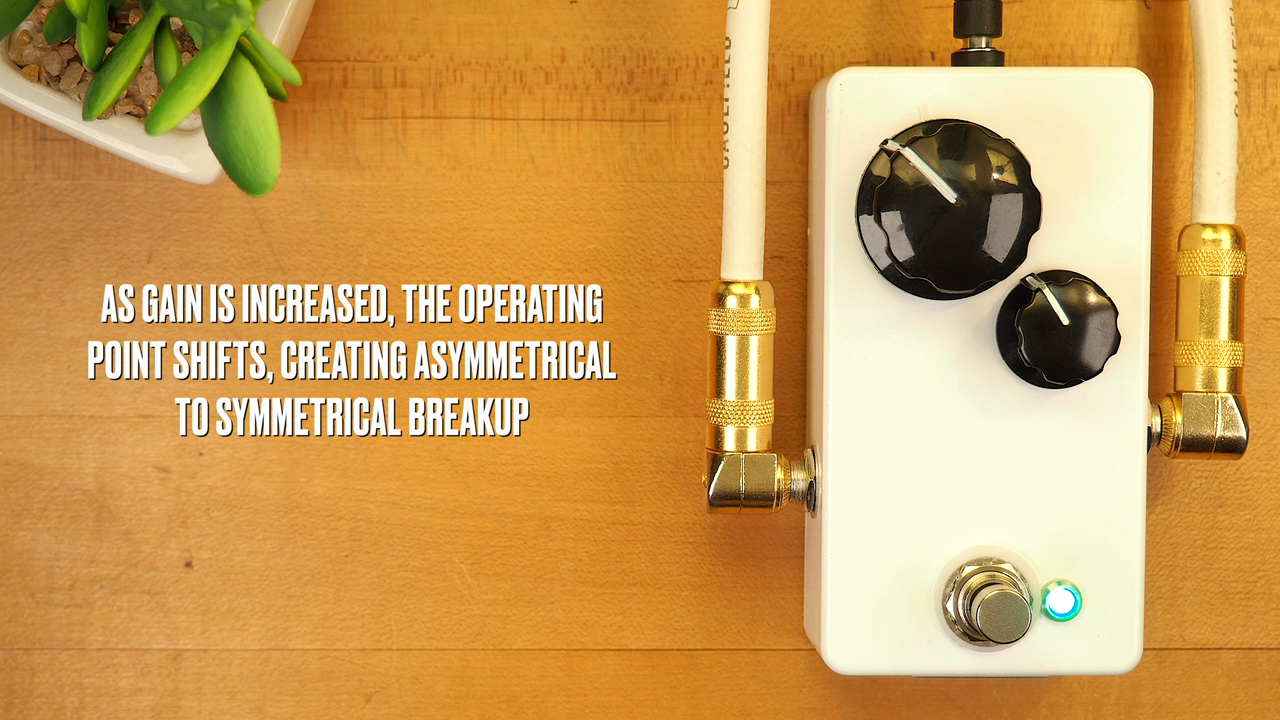 AS GAIN IS INCREASED, THE OPERATING
POINT SHIFTS, CREATING ASYMMETRICAL
TO SYMMETRICAL BREAKUP